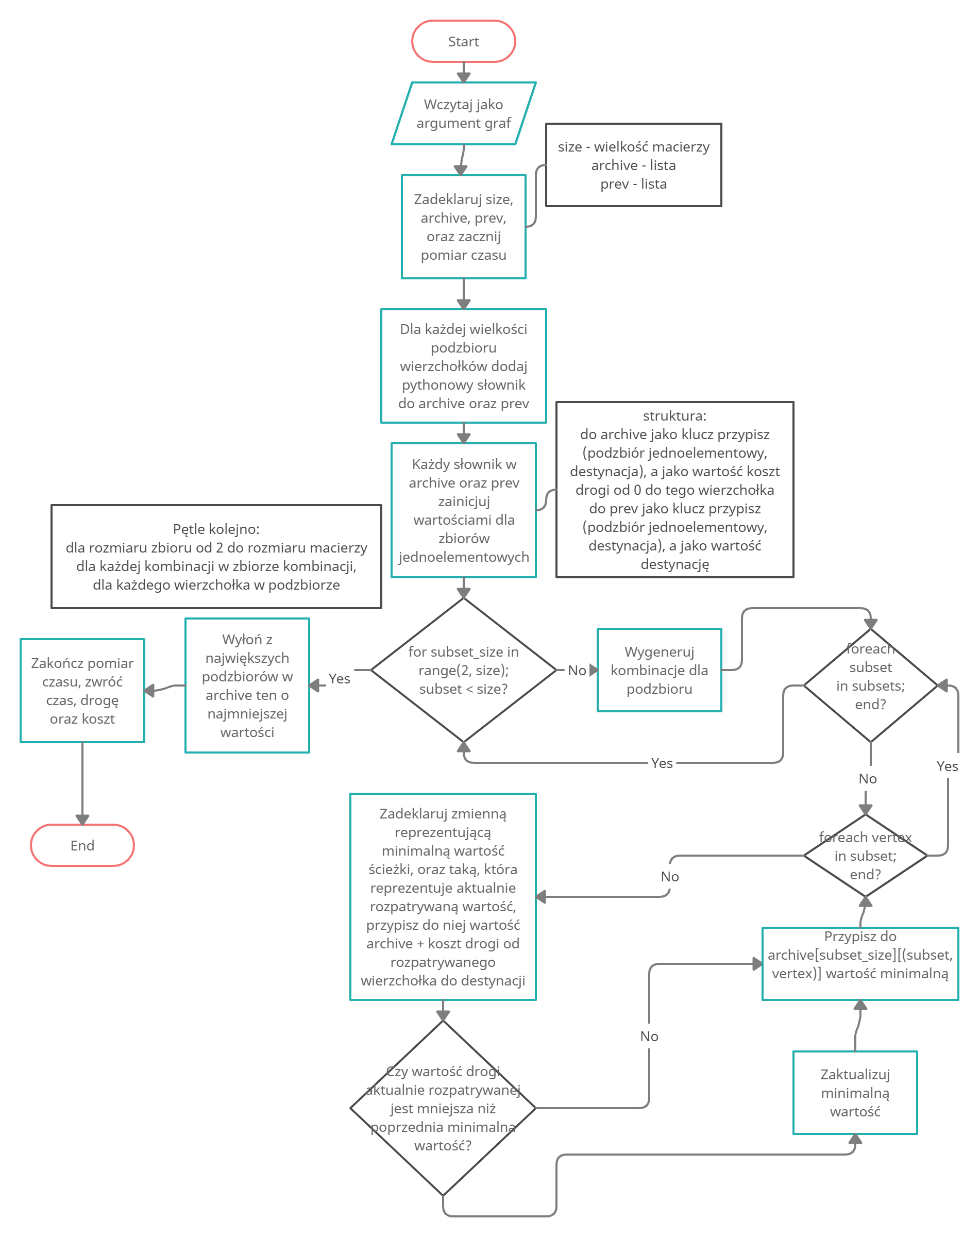 Start
Wczytaj jako
argument graf
size - wielkość macierzy
archive - lista
prev - lista
Zadeklaruj size,
archive, prev,
oraz zacznij
pomiar czasu
Dla każdej wielkości
podzbioru
wierzchołków dodaj
pythonowy słownik
do archive oraz prev
struktura:
do archive jako klucz przypisz
(podzbiór jednoelementowy,
destynacja), a jako wartość koszt
drogi od 0 do tego wierzchołka
do prev jako klucz przypisz
(podzbiór jednoelementowy,
destynacja), a jako wartość
destynację
Każdy słownik w
archive oraz prev
zainicjuj
wartościami dla
zbiorów
jednoelementowych
Pętle kolejno:
dla rozmiaru zbioru od 2 do rozmiaru macierzy
dla każdej kombinacji w zbiorze kombinacji,
dla każdego wierzchołka w podzbiorze
for subset_size in
range(2, size);
subset < size?
No
Wygeneruj
kombinacje dla
podzbioru
foreach
subset
in subsets;
end?
Yes
Wyłoń z
największych
podzbiorów w
archive ten o
najmniejszej
wartości
Zakończ pomiar
czasu, zwróć
czas, drogę
oraz koszt
End
Yes
No
Yes
foreach vertex
in subset;
end?
No
Zadeklaruj zmienną
reprezentującą
minimalną wartość
ścieżki, oraz taką, która
reprezentuje aktualnie
rozpatrywaną wartość,
przypisz do niej wartość
archive + koszt drogi od
rozpatrywanego
wierzchołka do destynacji
Przypisz do
archive[subset_size][(subset,
vertex)] wartość minimalną
No
Czy wartość drogi
aktualnie rozpatrywanej
jest mniejsza niż
poprzednia minimalna
wartość?
Zaktualizuj
minimalną
wartość